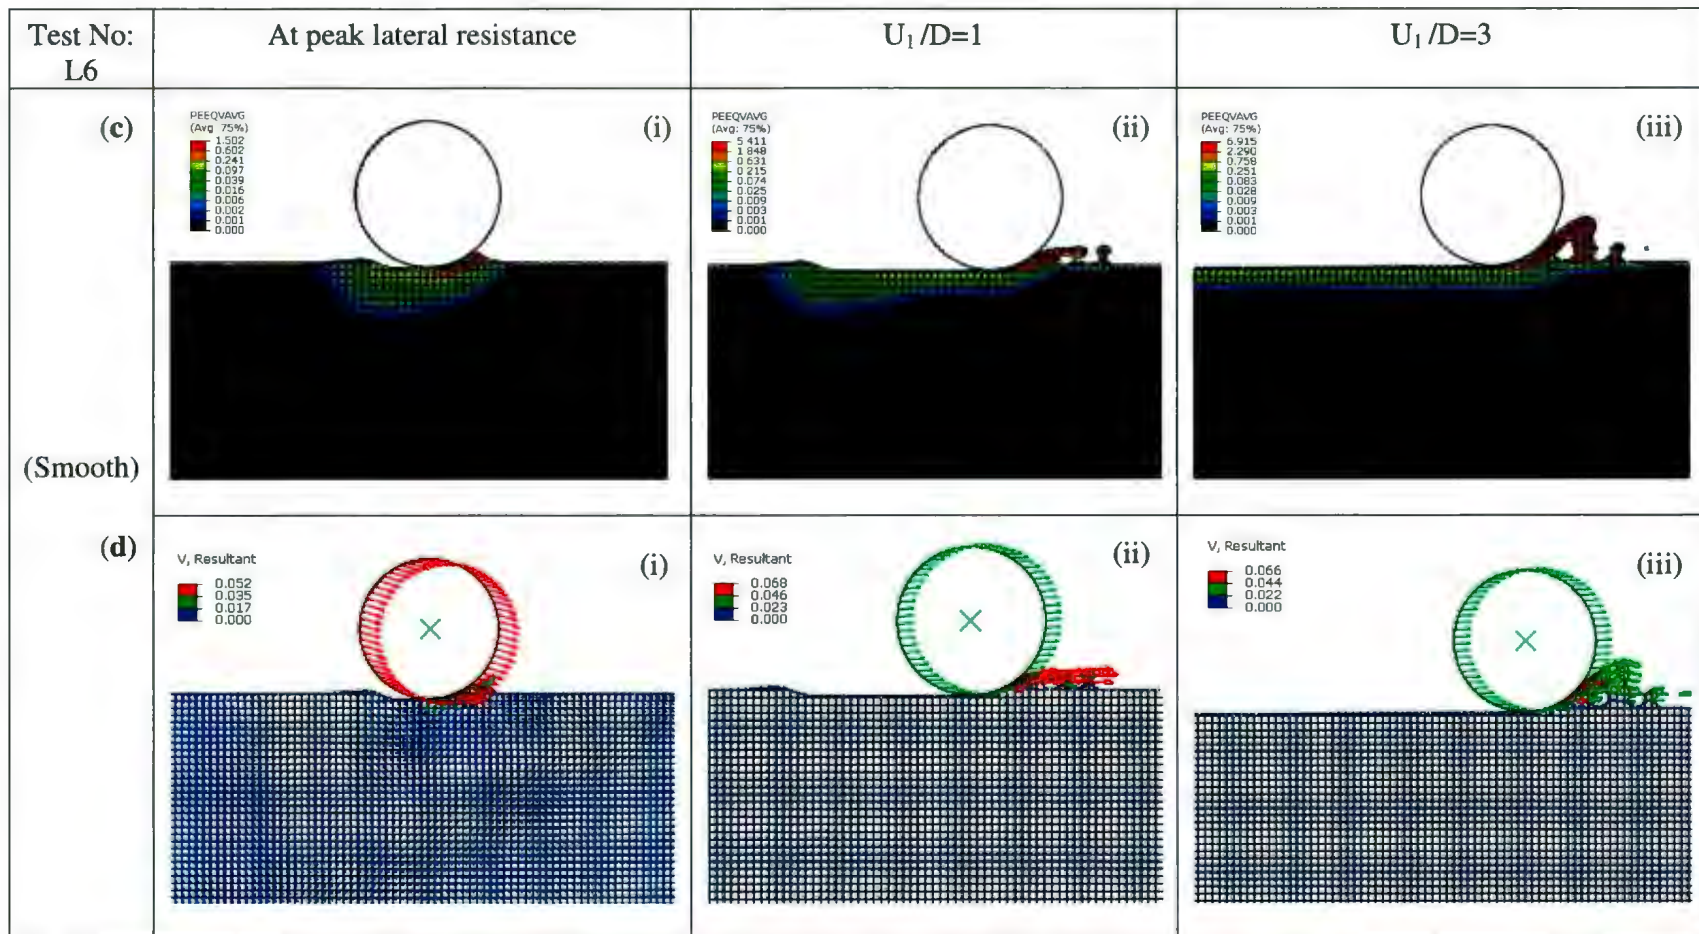 Test No:
L6
At peak lateral resistance
U1 /D=1
U1 /D=3
(c)
(Smooth)
(i)
PEEQVAVG
(Avg: 75%)
1.502
0.602
0.241
0.097
0.039
0.016
0.006
0.002
0.001
0.000
(ii)
PEEQVAVG
(Avg: 75%)
5.411
1.848
0.631
0.215
0.074
0.025
0.009
0.003
0.001
0.000
(iii)
PEEQVAVG
(Avg: 75%)
6.915
2.290
0.758
0.251
0.083
0.028
0.009
0.003
0.001
0.000
(d)
(i)
V, Resultant
0.052
0.035
0.017
0.000
(ii)
V, Resultant
0.068
0.046
0.023
0.000
(iii)
V, Resultant
0.066
0.044
0.022
0.000